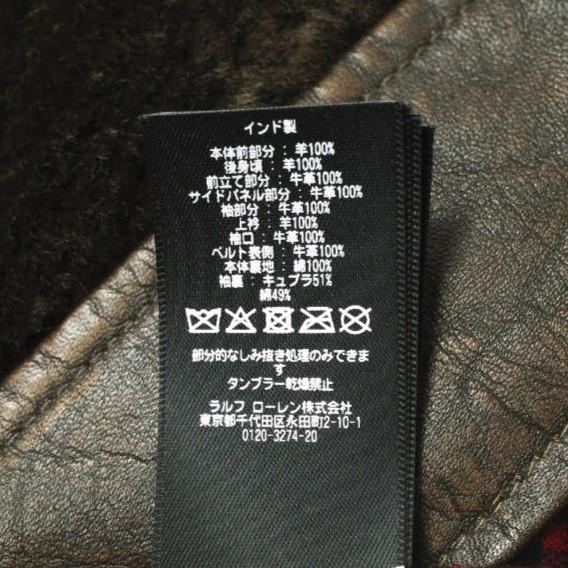 インド製
本体前部分 : 羊100%
後身頃 : 羊100%
前立て部分 : 牛革100%
サイドパネル部分 : 牛革100%
袖部分 : 牛革100%
上衿 : 羊100%
袖口 : 牛革100%
ベルト表側 : 牛革100%
本体裏地 : 綿100%
袖裏 : キュプラ51%
綿49%
部分的なしみ抜き処理のみできま
す
タンブラー乾燥禁止
ラルフ ローレン株式会社
東京都千代田区永田町2-10-1
0120-3274-20